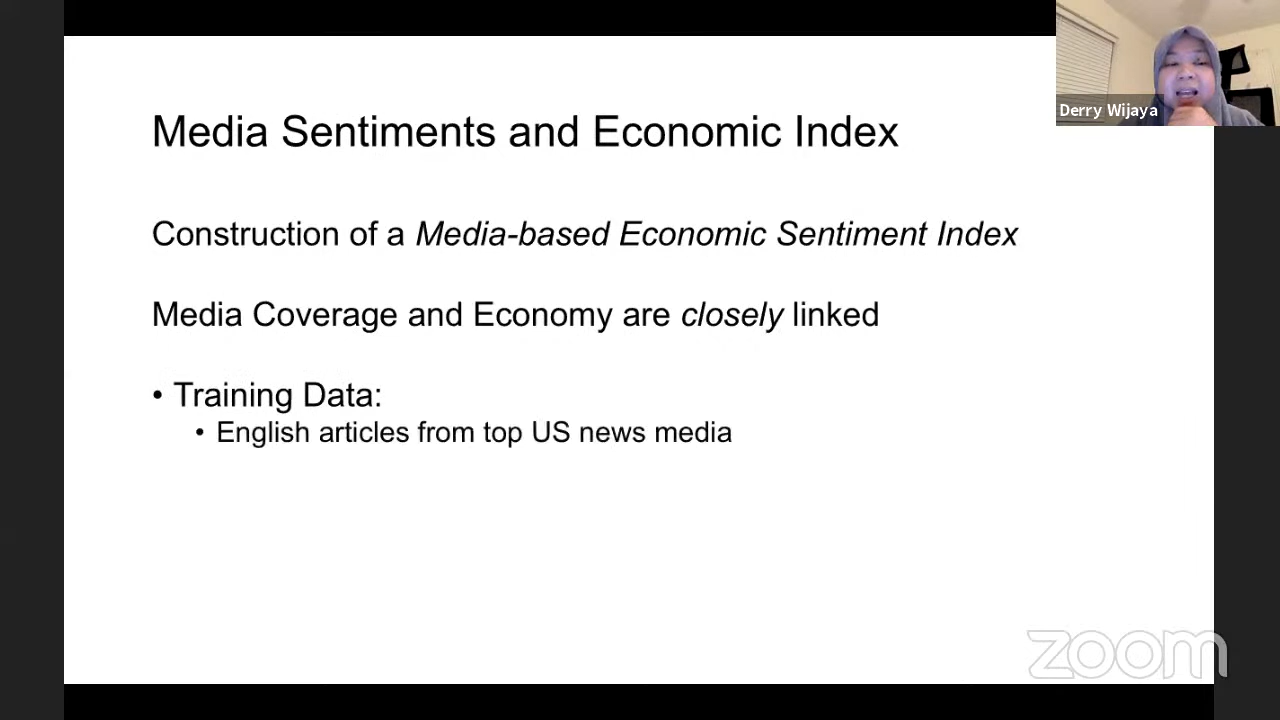 Derry Wijaya
Media Sentiments and Economic Index
Construction of a Media-based Economic Sentiment Index
Media Coverage and Economy are closely linked
• Training Data:
• English articles from top US news media
zoom